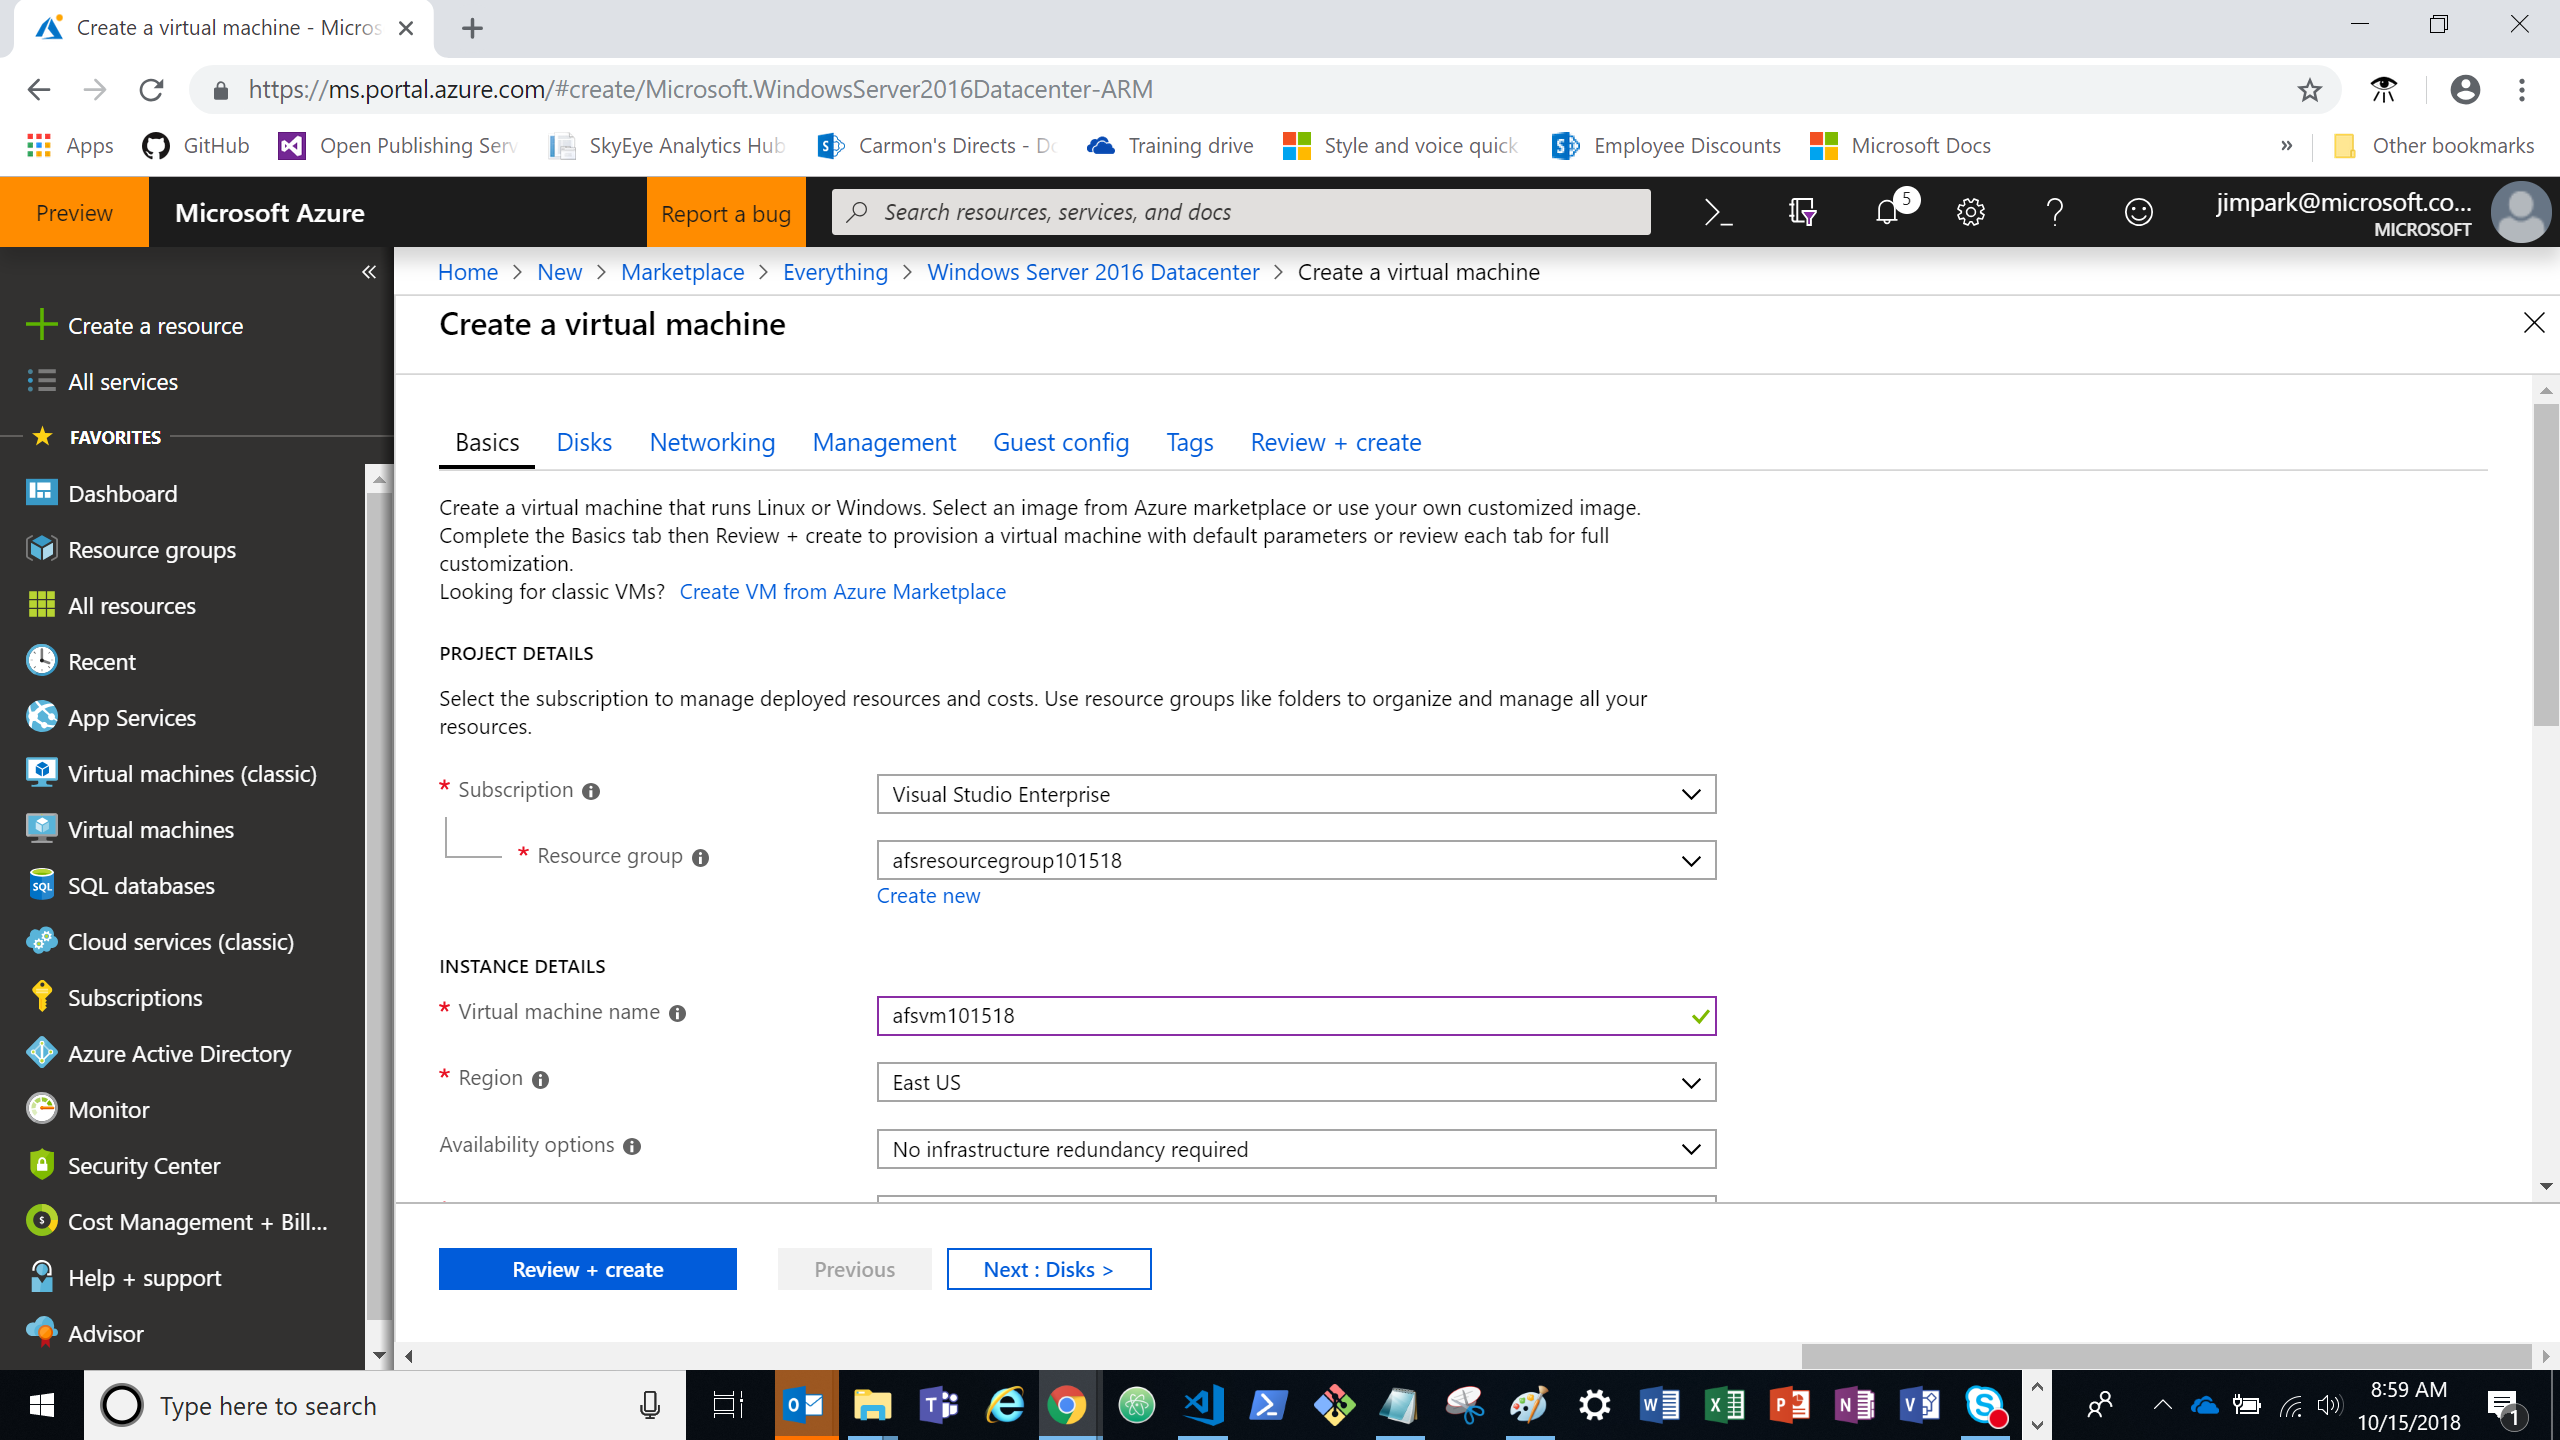 Create a virtual machine - Micros
https://ms.portal.azure.com/#create/Microsoft.WindowsServer2016Datacenter-ARM
Apps GitHub Open Publishing Serv SkyEye Analytics Hub Carmon's Directs - Do Training drive Style and voice quick Employee Discounts Microsoft Docs » Other bookmarks
Preview Microsoft Azure Report a bug Search resources, services, and docs 5 jimpark@microsoft.co...
MICROSOFT
Home > New > Marketplace > Everything > Windows Server 2016 Datacenter > Create a virtual machine
Create a virtual machine
Create a resource
All services
FAVORITES
Dashboard
Resource groups
All resources
Recent
App Services
Virtual machines (classic)
Virtual machines
SQL databases
Cloud services (classic)
Subscriptions
Azure Active Directory
Monitor
Security Center
Cost Management + Bill...
Help + support
Advisor
Basics Disks Networking Management Guest config Tags Review + create
Create a virtual machine that runs Linux or Windows. Select an image from Azure marketplace or use your own customized image.
Complete the Basics tab then Review + create to provision a virtual machine with default parameters or review each tab for full
customization.
Looking for classic VMs? Create VM from Azure Marketplace
PROJECT DETAILS
Select the subscription to manage deployed resources and costs. Use resource groups like folders to organize and manage all your
resources.
* Subscription Visual Studio Enterprise
* Resource group afsresourcegroup101518
Create new
INSTANCE DETAILS
* Virtual machine name afsvm101518
* Region East US
Availability options No infrastructure redundancy required
Review + create Previous Next : Disks >
Type here to search
8:59 AM
10/15/2018
1